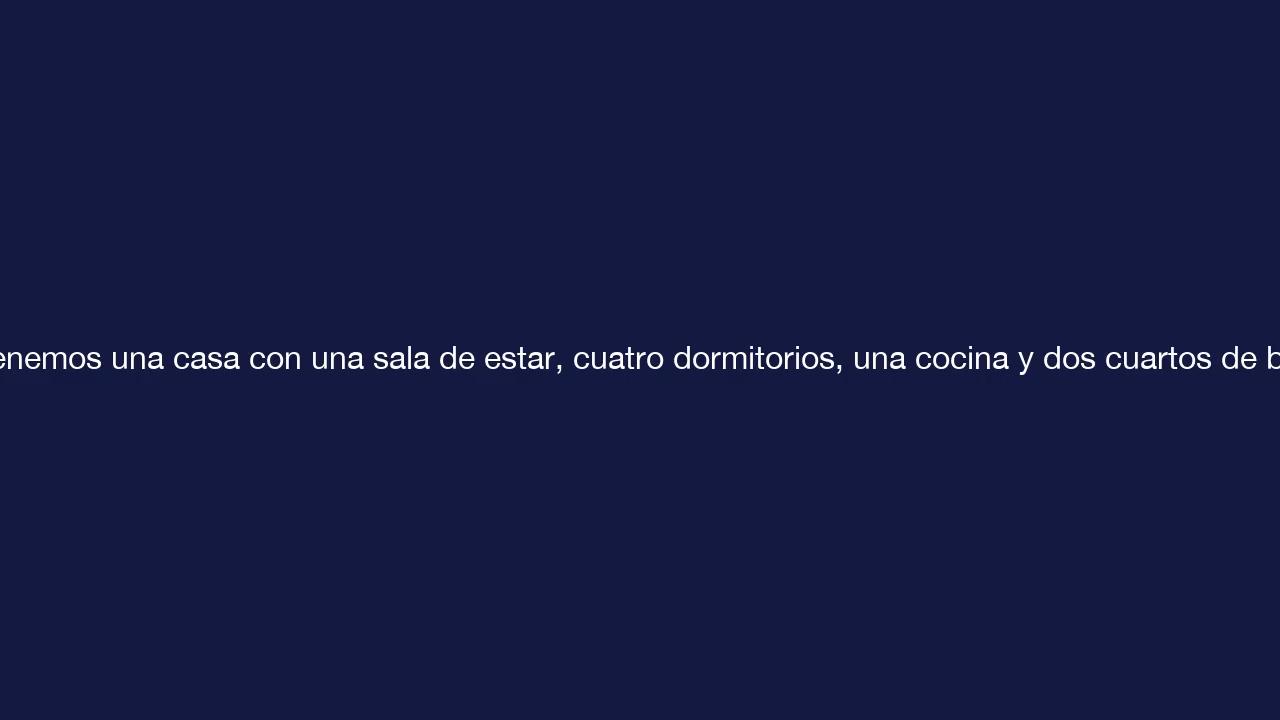 enemos una casa con una sala de estar, cuatro dormitorios, una cocina y dos cuartos de b